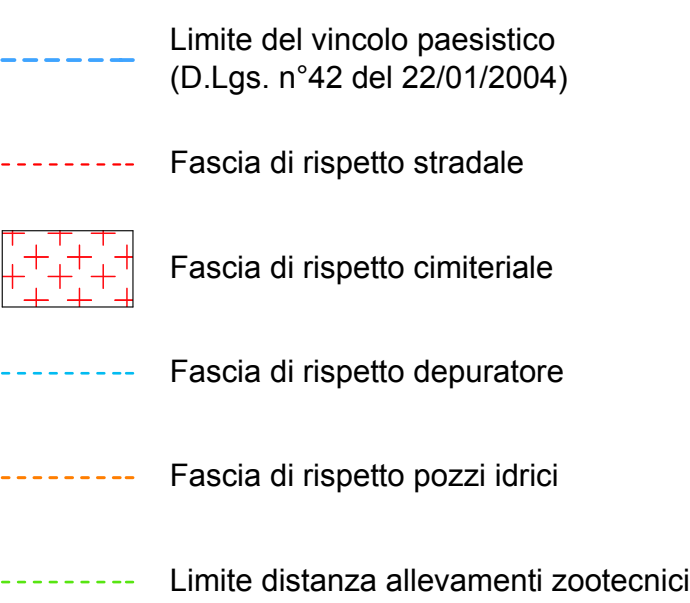 Limite del vincolo paesistico
(D.Lgs. n°42 del 22/01/2004)
Fascia di rispetto stradale
Fascia di rispetto cimiteriale
Fascia di rispetto depuratore
Fascia di rispetto pozzi idrici
Limite distanza allevamenti zootecnici